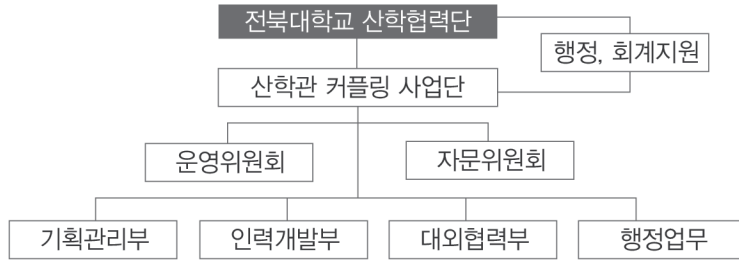 전북대학교 산학협력단
행정, 회계지원
산학관 커플링 사업단
운영위원회
자문위원회
기획관리부
인력개발부
대외협력부
행정업무